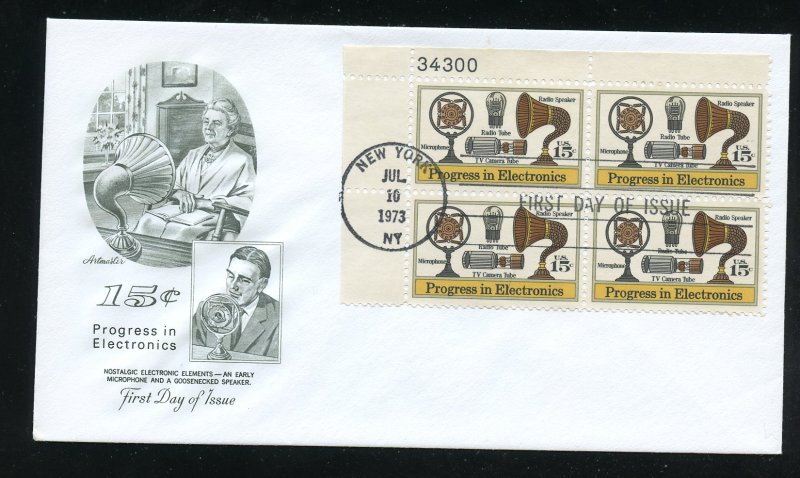 34300
Radio Speaker
Radio Tube
Microphone
U.S.
15c
TV Camera Tube
Progress in Electronics
Radio Speaker
Radio Tube
Microphone
U.S.
15c
TV Camera Tube
Progress in Electronics
NEW YORK
JUL
10
1973
NY
FIRST DAY OF ISSUE
Radio Speaker
Radio Tube
Microphone
U.S.
15c
TV Camera Tube
Progress in Electronics
Radio Speaker
Radio Tube
Microphone
U.S.
15c
TV Camera Tube
Progress in Electronics
Artmaster
15¢
Progress in
Electronics
NOSTALGIC ELECTRONIC ELEMENTS — AN EARLY
MICROPHONE AND A GOOSENECKED SPEAKER.
First Day of Issue